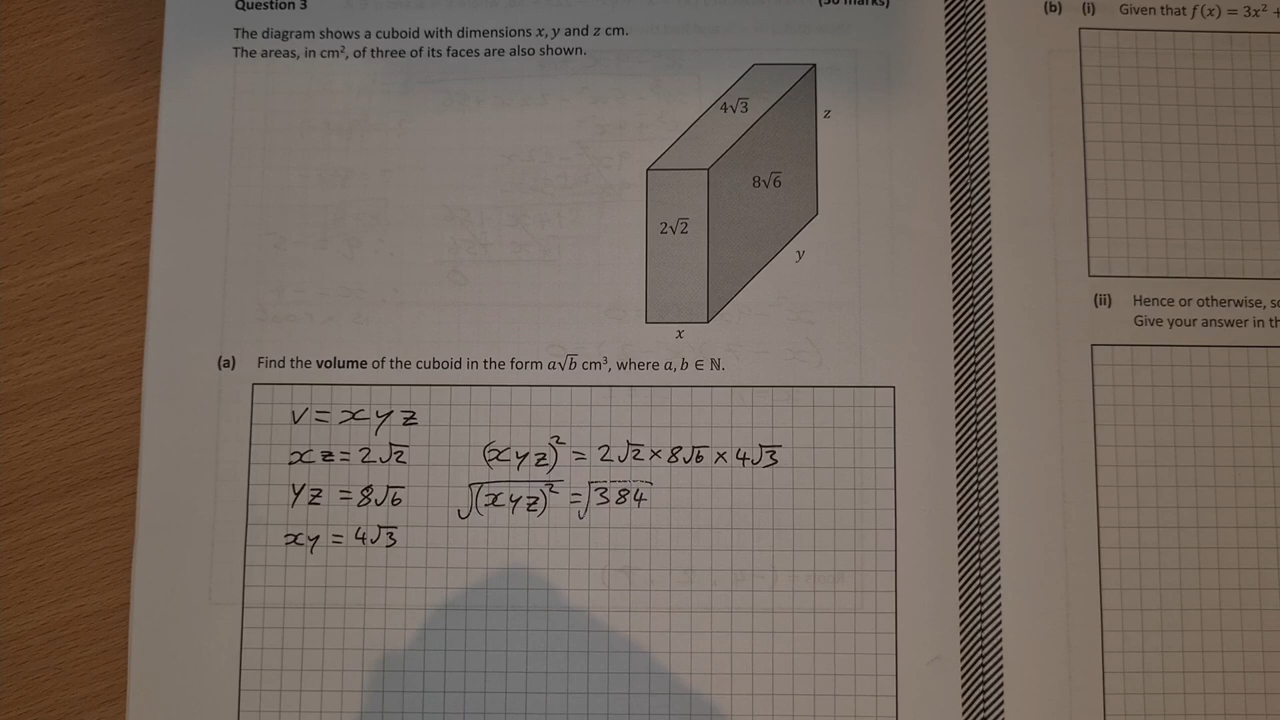 Question 3
(30 marks)
The diagram shows a cuboid with dimensions x, y and z cm.
The areas, in cm², of three of its faces are also shown.
4√3
z
8√6
2√2
y
x
(a) Find the volume of the cuboid in the form a√b cm³, where a, b ∈ ℕ.
V = xyz
xz = 2√2
(xyz)² = 2√2 × 8√6 × 4√3
yz = 8√6
√(xyz)² = √384
xy = 4√3
(b) (i) Given that f(x) = 3x² +
(ii) Hence or otherwise,
Give your answer in